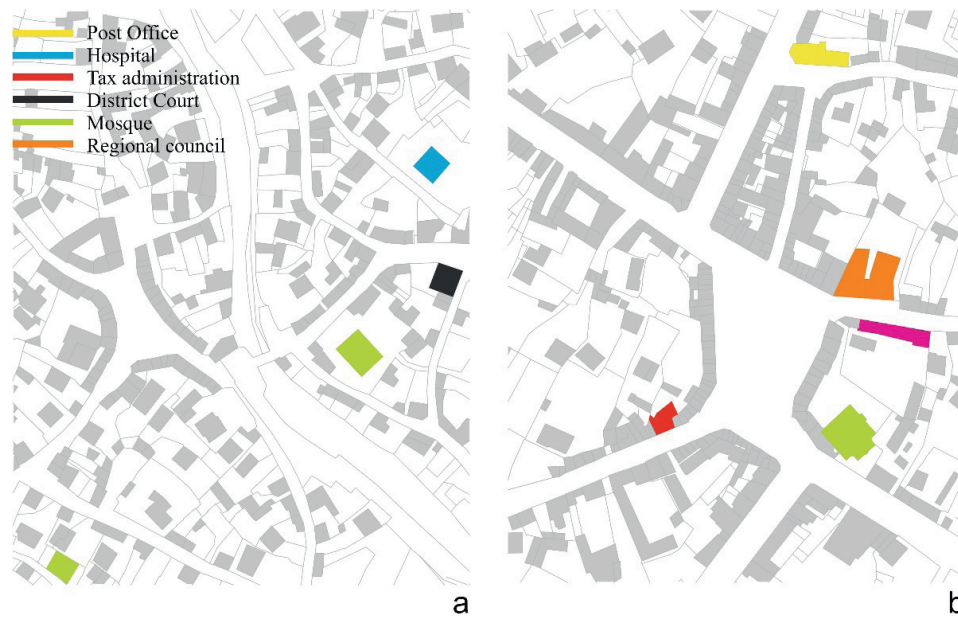 Post Office
Hospital
Tax administration
District Court
Mosque
Regional council
a
b